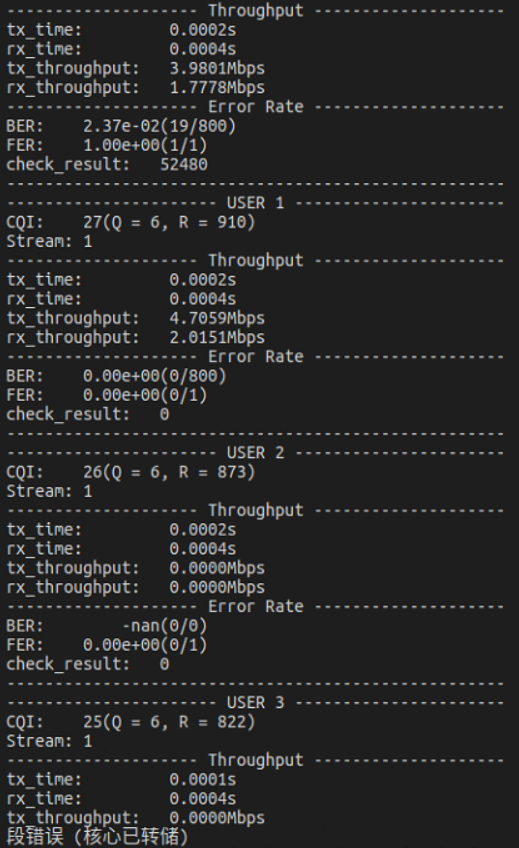 -------------------- Throughput --------------------
tx_time:         0.0002s
rx_time:         0.0004s
tx_throughput:   3.9801Mbps
rx_throughput:   1.7778Mbps
-------------------- Error Rate --------------------
BER:    2.37e-02(19/800)
FER:    1.00e+00(1/1)
check_result:   52480
----------------------------------------------------
---------------------- USER 1 ----------------------
CQI:    27(Q = 6, R = 910)
Stream: 1
-------------------- Throughput --------------------
tx_time:         0.0002s
rx_time:         0.0004s
tx_throughput:   4.7059Mbps
rx_throughput:   2.0151Mbps
-------------------- Error Rate --------------------
BER:    0.00e+00(0/800)
FER:    0.00e+00(0/1)
check_result:   0
----------------------------------------------------
---------------------- USER 2 ----------------------
CQI:    26(Q = 6, R = 873)
Stream: 1
-------------------- Throughput --------------------
tx_time:         0.0002s
rx_time:         0.0004s
tx_throughput:   0.0000Mbps
rx_throughput:   0.0000Mbps
-------------------- Error Rate --------------------
BER:        -nan(0/0)
FER:    0.00e+00(0/1)
check_result:   0
----------------------------------------------------
---------------------- USER 3 ----------------------
CQI:    25(Q = 6, R = 822)
Stream: 1
-------------------- Throughput --------------------
tx_time:         0.0001s
rx_time:         0.0004s
tx_throughput:   0.0000Mbps
段错误 (核心已转储)